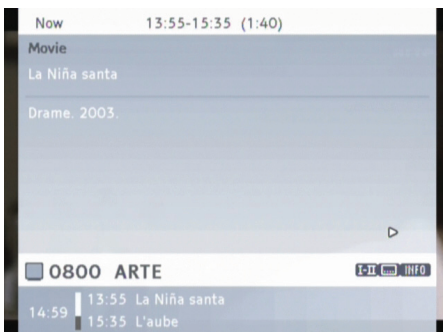 Now 13:55-15:35 (1:40)
Movie
La Niña santa
Drame. 2003.
0800 ARTE I-II INFO
14:59
13:55 La Niña santa
15:35 L'aube